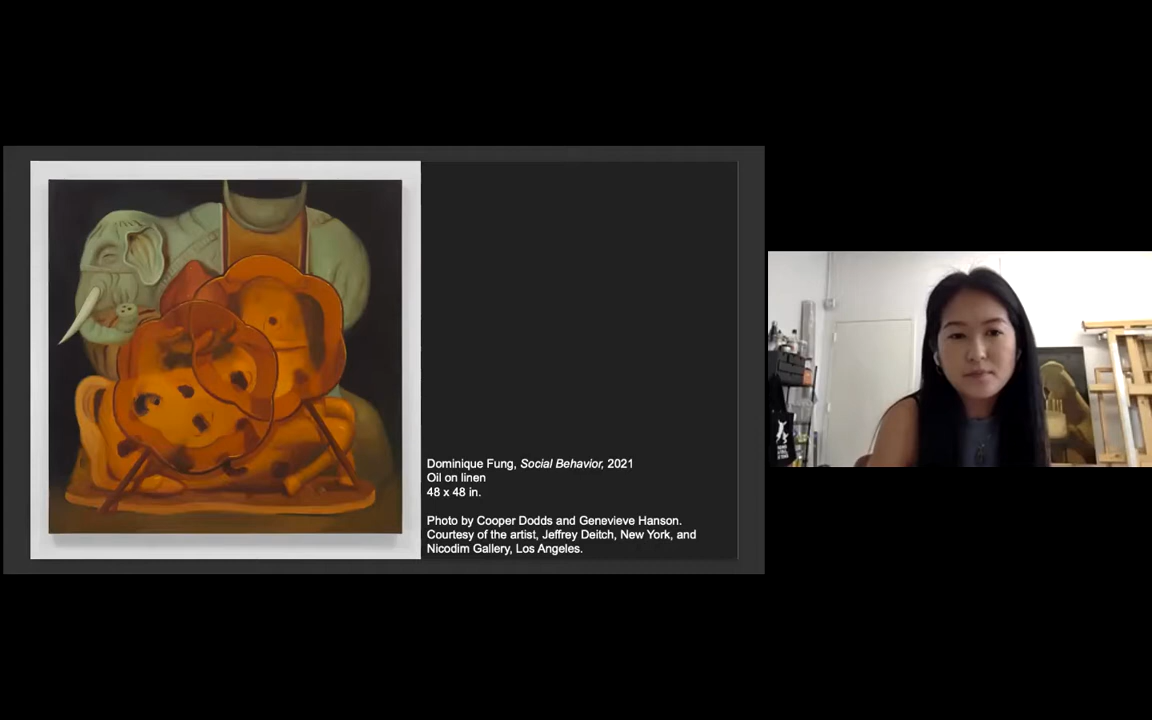 Dominique Fung, Social Behavior, 2021
Oil on linen
48 x 48 in.
Photo by Cooper Dodds and Genevieve Hanson.
Courtesy of the artist, Jeffrey Deitch, New York, and
Nicodim Gallery, Los Angeles.